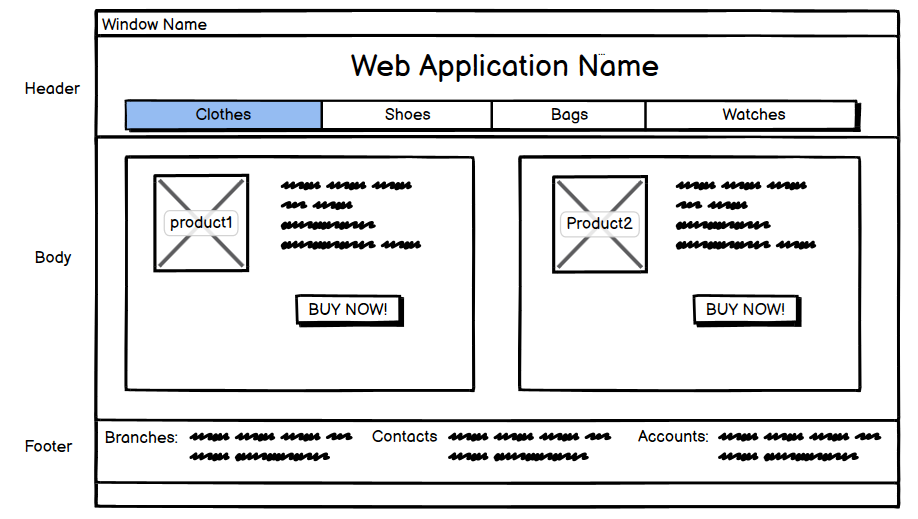 Window Name
Header
Web Application Name
Clothes Shoes Bags Watches
Body
product1
Product2
BUY NOW!
BUY NOW!
Footer
Branches:
Contacts
Accounts: